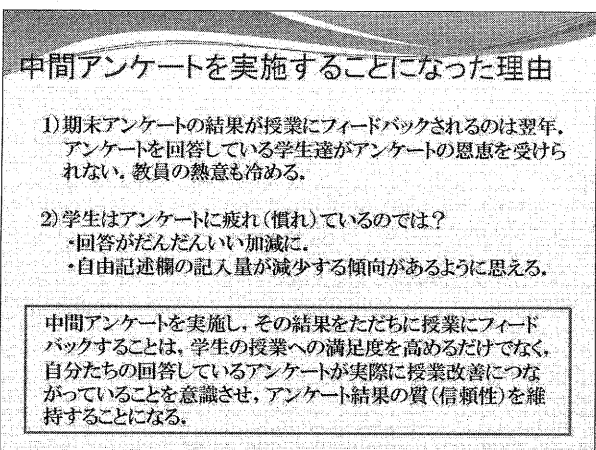 中間アンケートを実施することになった理由
1)期末アンケートの結果が授業にフィードバックされるのは翌年．
アンケートを回答している学生達がアンケートの恩恵を受けら
れない．教員の熱意も冷める．
2)学生はアンケートに疲れ(慣れ)ているのでは？
・回答がだんだんいい加減に．
・自由記述欄の記入量が減少する傾向があるように思える．
中間アンケートを実施し，その結果をただちに授業にフィード
バックすることは，学生の授業への満足度を高めるだけでなく，
自分たちの回答しているアンケートが実際に授業改善につな
がっていることを意識させ，アンケート結果の質(信頼性)を維
持することになる．